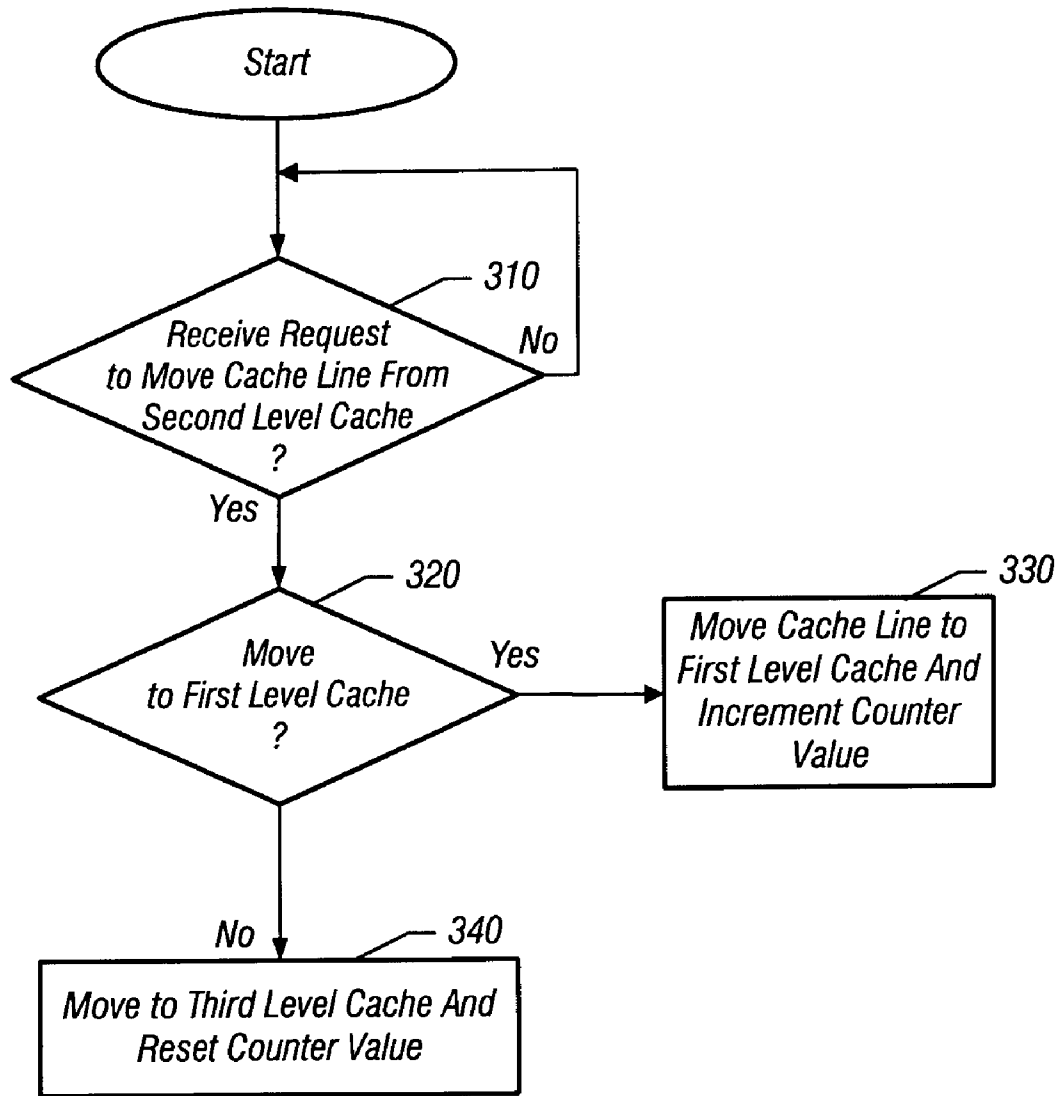 Start
310
Receive Request
to Move Cache Line From
Second Level Cache
?
No
Yes
320
Move
to First Level Cache
?
Yes
330
Move Cache Line to
First Level Cache And
Increment Counter
Value
No
340
Move to Third Level Cache And
Reset Counter Value